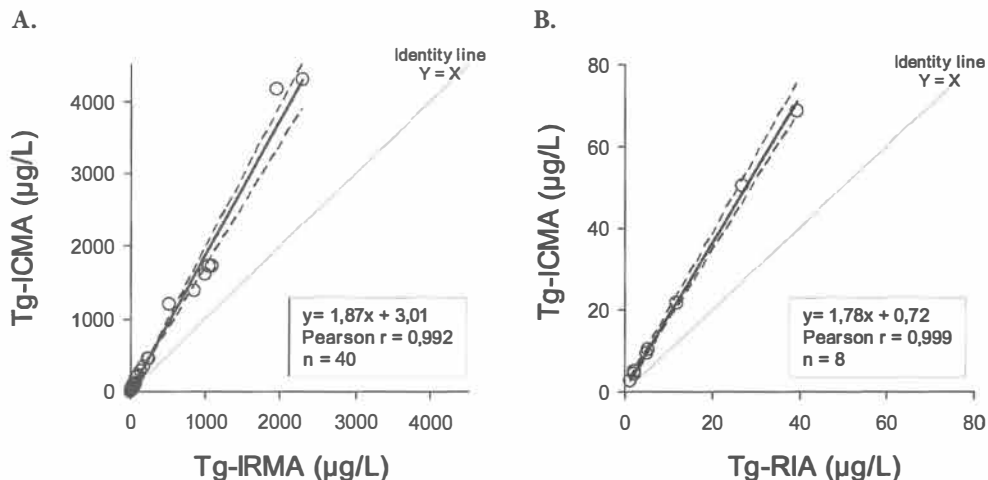 A.
Identity line
Y = X
4000
3000
2000
1000
0
Tg-ICMA (µg/L)
y= 1,87x + 3,01
Pearson r = 0,992
n = 40
0 1000 2000 3000 4000
Tg-IRMA (µg/L)
B.
Identity line
Y = X
80
60
40
20
0
Tg-ICMA (µg/L)
y= 1,78x + 0,72
Pearson r = 0,999
n = 8
0 20 40 60 80
Tg-RIA (µg/L)